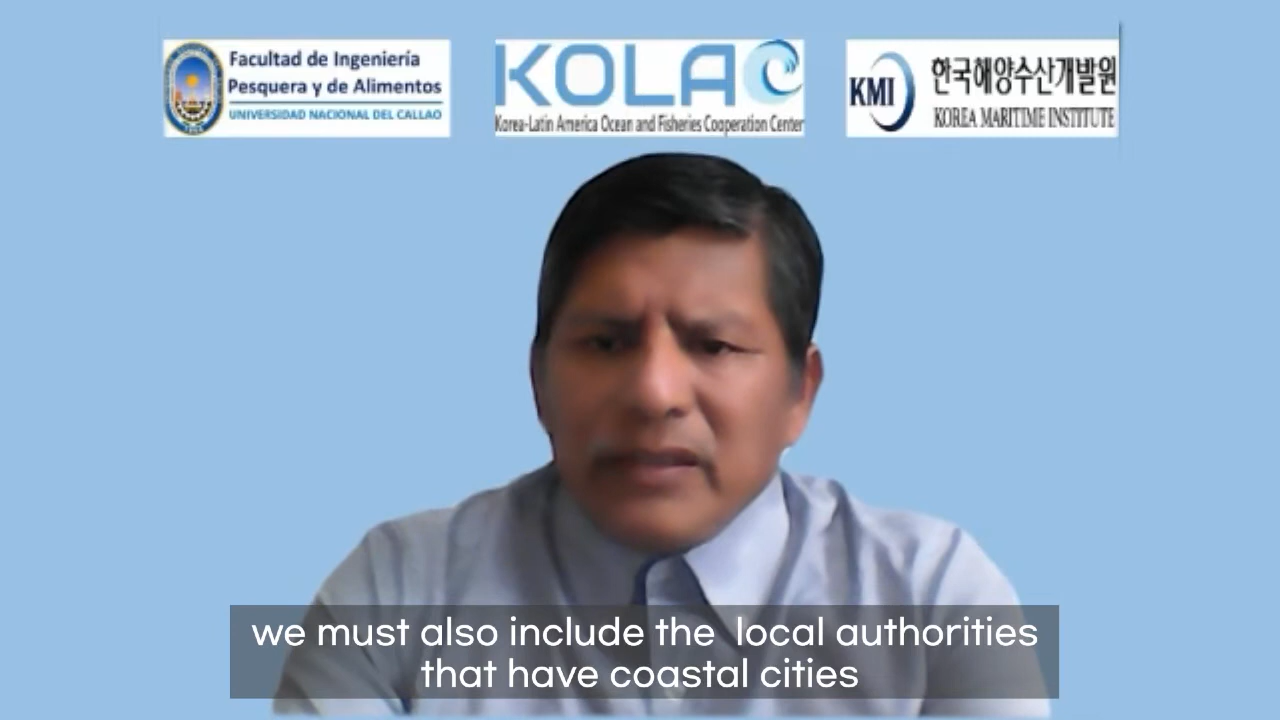 Facultad de Ingeniería
Pesquera y de Alimentos
UNIVERSIDAD NACIONAL DEL CALLAO
KOLAC
Korea-Latin America Ocean and Fisheries Cooperation Center
KMI
한국해양수산개발원
KOREA MARITIME INSTITUTE
we must also include the local authorities
that have coastal cities